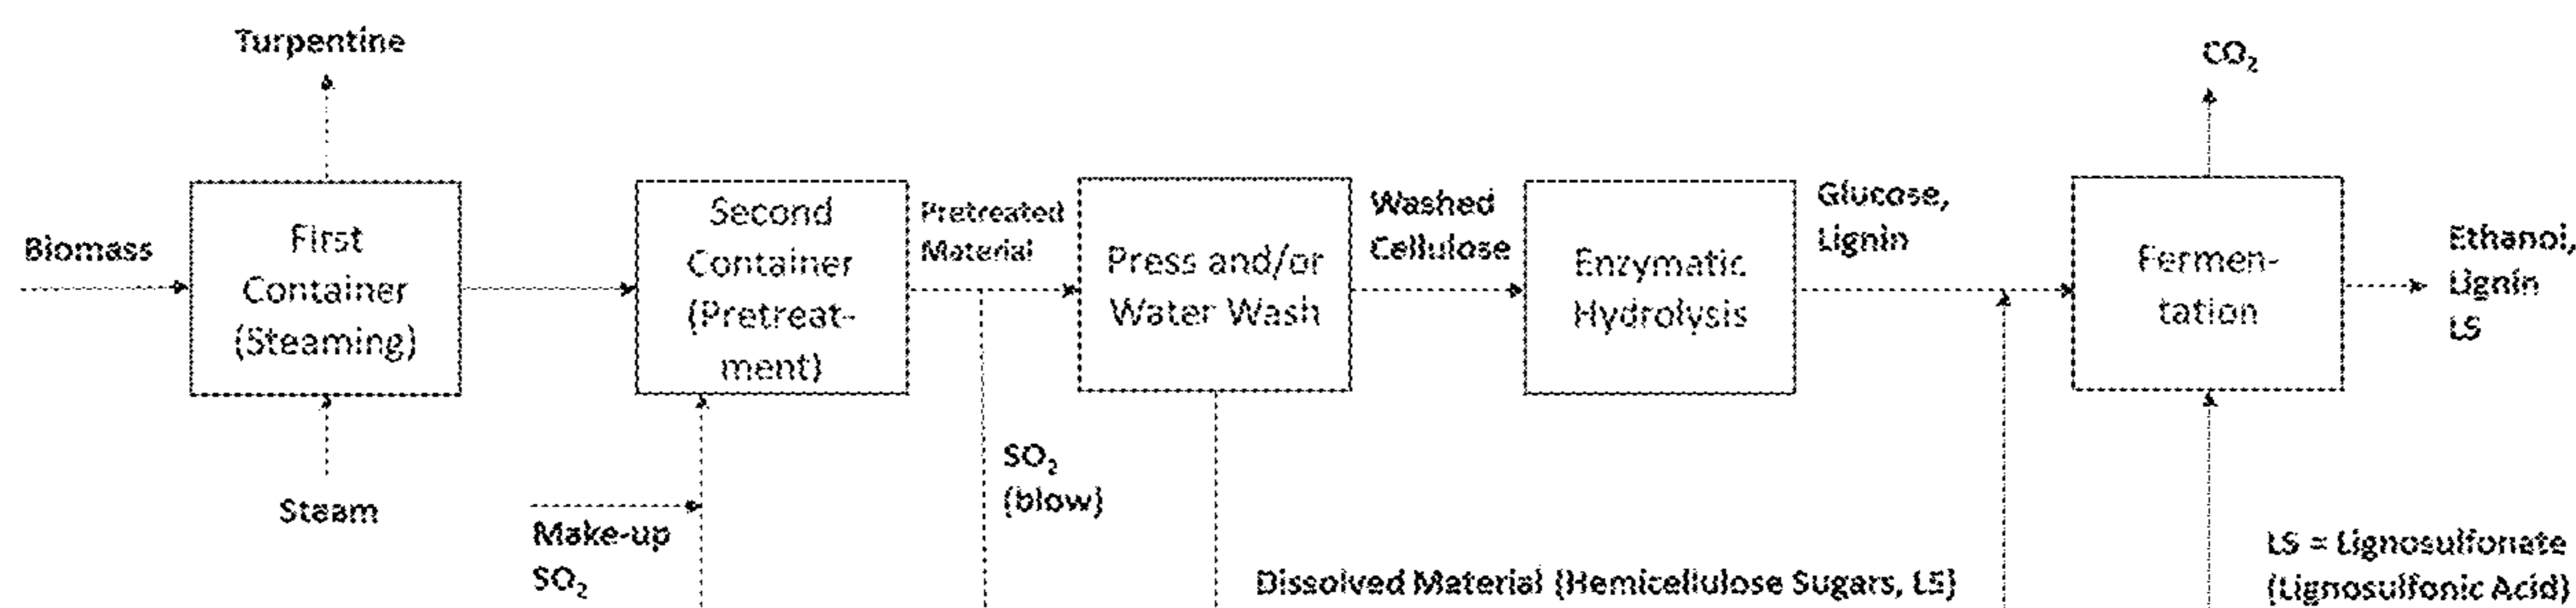 Turpentine
CO₂
Biomass
First
Container
(Steaming)
Steam
Second
Container
(Pretreat-
ment)
Make-up
SO₂
Pretreated
Material
SO₂
(blow)
Press and/or
Water Wash
Washed
Cellulose
Enzymatic
Hydrolysis
Glucose,
Lignin
Fermen-
tation
Ethanol,
Lignin
LS
Dissolved Material (Hemicellulose Sugars, LS)
LS = Lignosulfonate
(Lignosulfonic Acid)